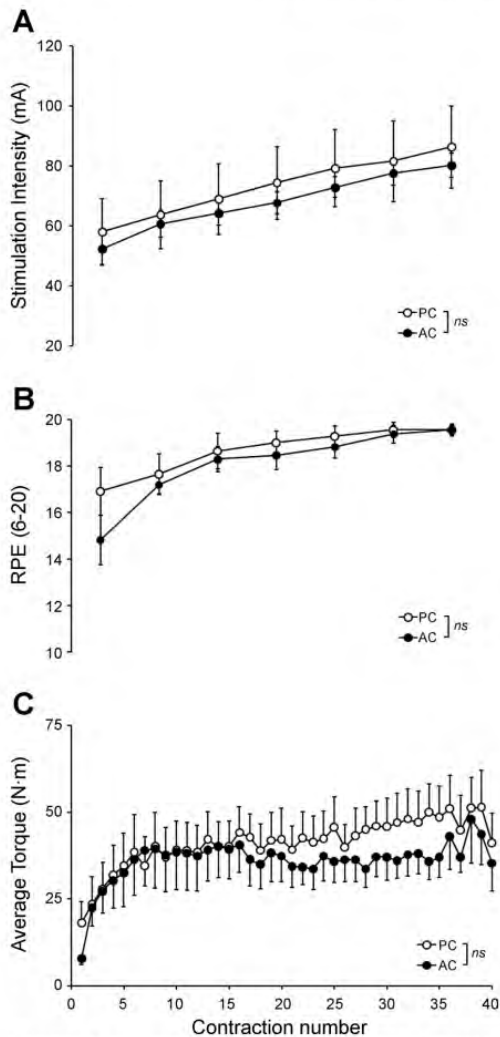 A
120
100
80
60
40
20
Stimulation Intensity (mA)
PC
AC
ns
B
20
18
16
14
12
10
RPE (6-20)
PC
AC
ns
C
75
50
25
0
Average Torque (N·m)
PC
AC
ns
0 5 10 15 20 25 30 35 40
Contraction number